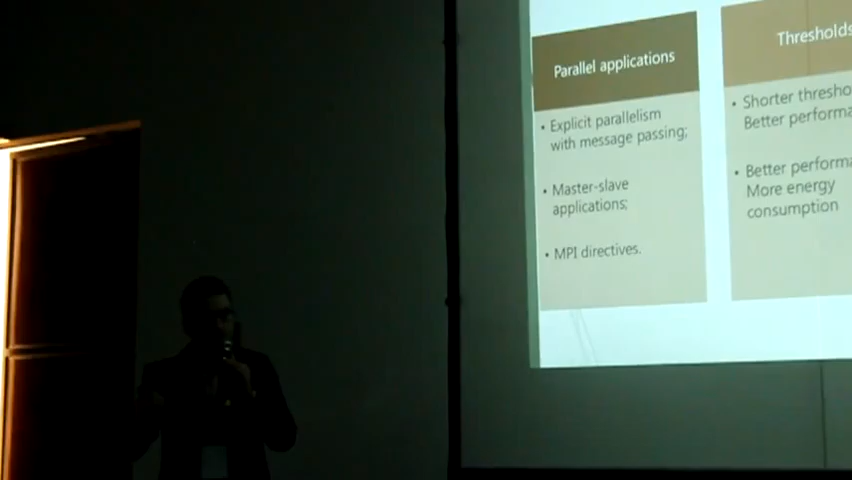 Parallel applications
• Explicit parallelism
with message passing;
• Master-slave
applications;
• MPI directives.
Thresholds
• Shorter
Better
• Better
More energy
consumption